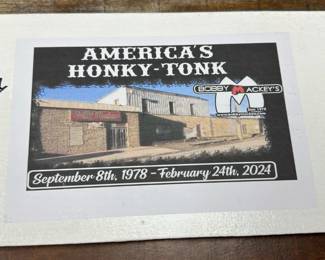 AMERICA'S
HONKY-TONK
BOBBY MACKEY'S
September 8th, 1978 - February 24th, 2024